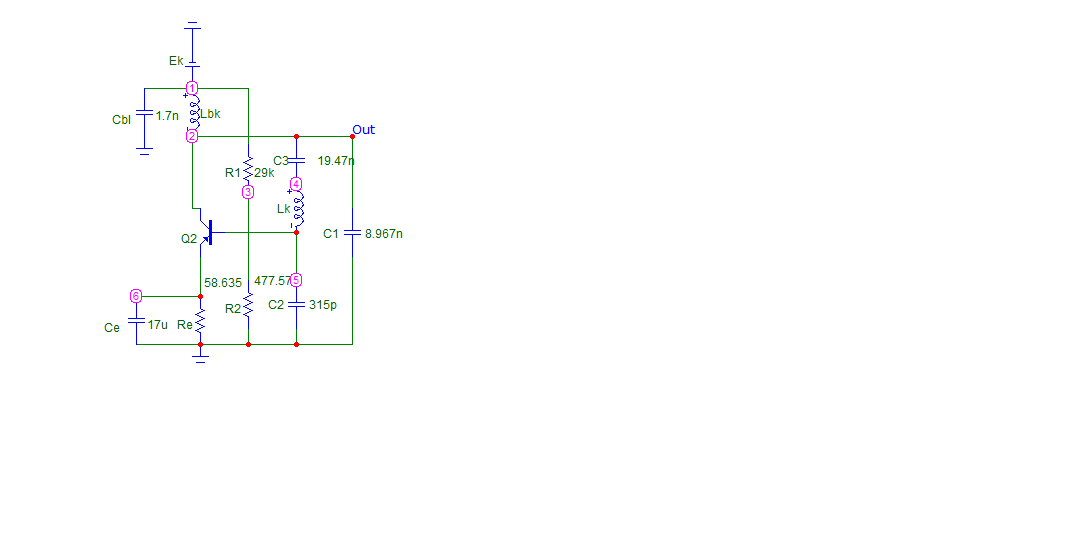 Ek
1
Cbl
1.7n
Lbk
2
Out
C3
19.47n
R1
29k
4
3
Lk
Q2
C1
8.967n
58.635
477.57
5
6
R2
C2
315p
Ce
17u
Re